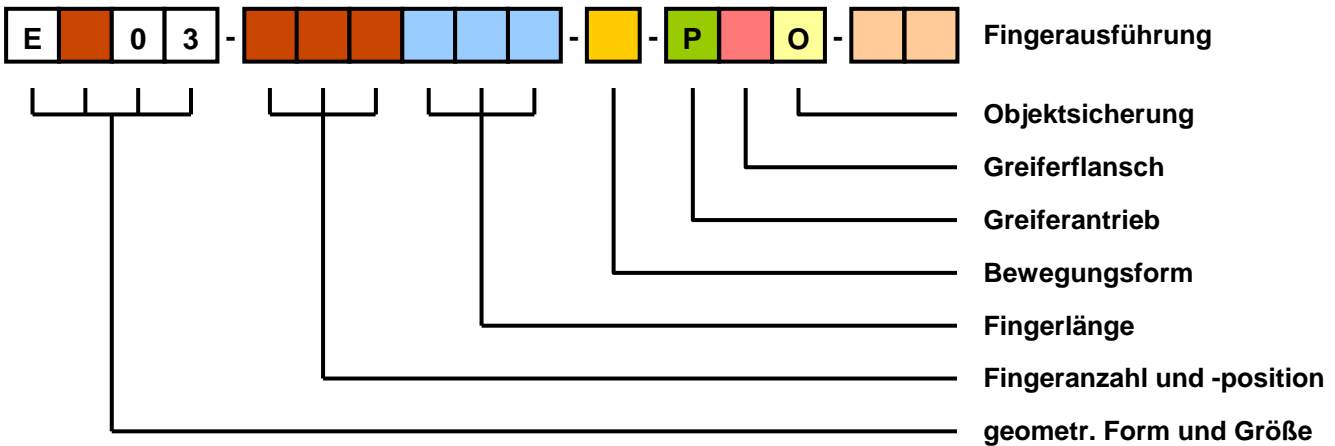 E 0 3 - - - P O - Fingerausführung
Objektsicherung
Greiferflansch
Greiferantrieb
Bewegungsform
Fingerlänge
Fingeranzahl und -position
geometr. Form und Größe